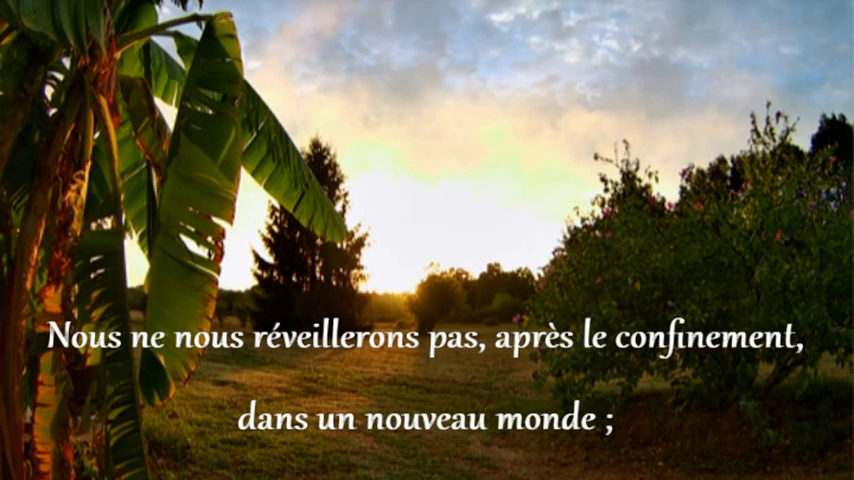 Nous ne nous réveillerons pas, après le confinement,
dans un nouveau monde ;